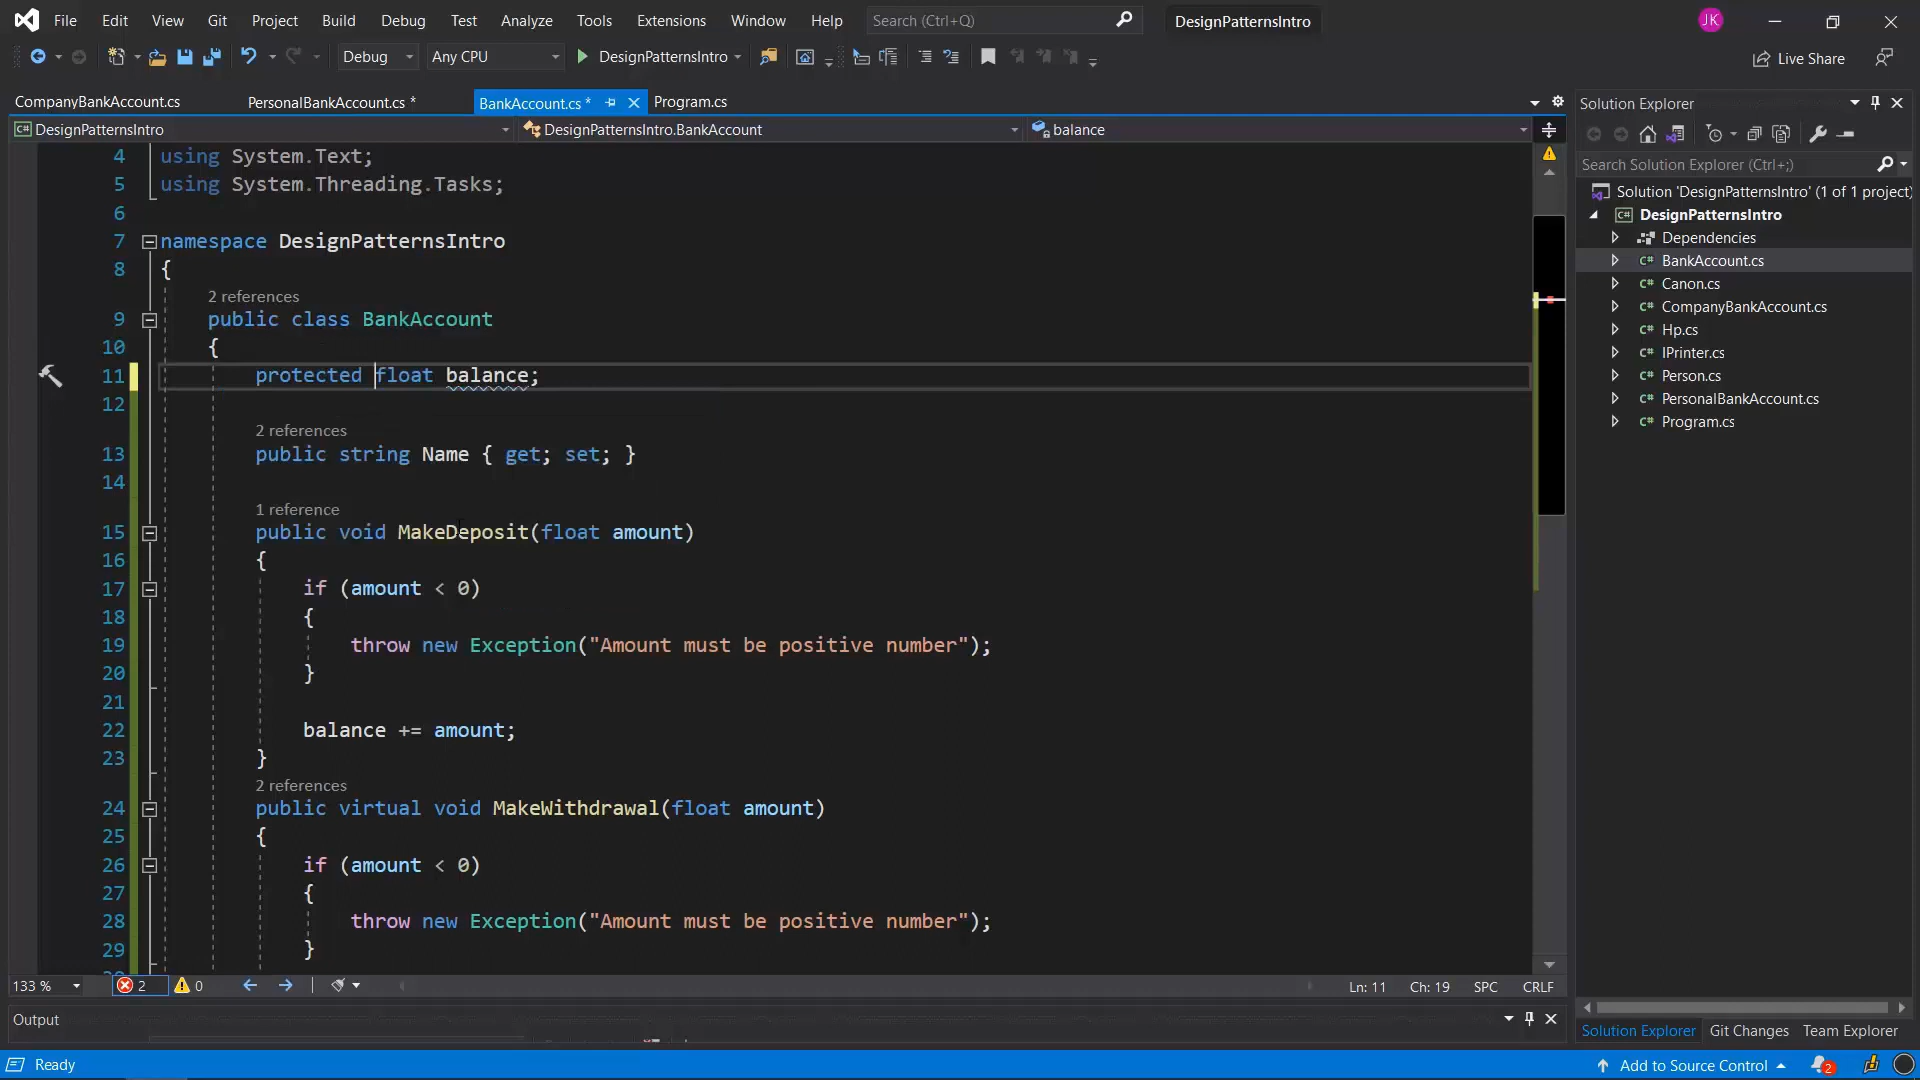 File Edit View Git Project Build Debug Test Analyze Tools Extensions Window Help Search (Ctrl+Q) DesignPatternsIntro JK
Debug Any CPU DesignPatternsIntro Live Share
CompanyBankAccount.cs PersonalBankAccount.cs * BankAccount.cs * Program.cs
DesignPatternsIntro DesignPatternsIntro.BankAccount balance
4 using System.Text;
5 using System.Threading.Tasks;
6
7 namespace DesignPatternsIntro
8 {
2 references
9 public class BankAccount
10 {
11 protected float balance;
12
2 references
13 public string Name { get; set; }
14
1 reference
15 public void MakeDeposit(float amount)
16 {
17 if (amount < 0)
18 {
19 throw new Exception("Amount must be positive number");
20 }
21
22 balance += amount;
23 }
2 references
24 public virtual void MakeWithdrawal(float amount)
25 {
26 if (amount < 0)
27 {
28 throw new Exception("Amount must be positive number");
29 }
133 % 2 0 Ln: 11 Ch: 19 SPC CRLF
Output
Solution Explorer
Search Solution Explorer (Ctrl+;)
Solution 'DesignPatternsIntro' (1 of 1 project)
C# DesignPatternsIntro
Dependencies
C# BankAccount.cs
C# Canon.cs
C# CompanyBankAccount.cs
C# Hp.cs
C# IPrinter.cs
C# Person.cs
C# PersonalBankAccount.cs
C# Program.cs
Solution Explorer Git Changes Team Explorer
Ready Add to Source Control 2